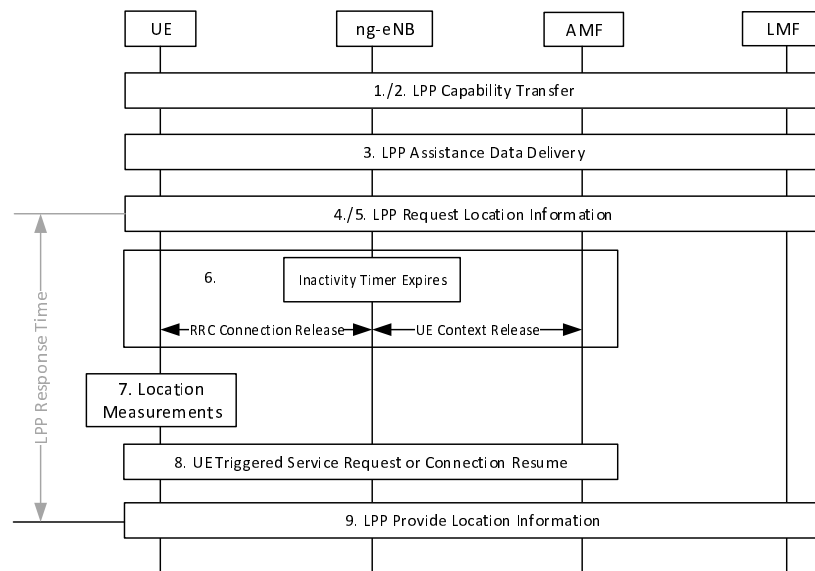 UE
ng-eNB
AMF
LMF
1./2. LPP Capability Transfer
3. LPP Assistance Data Delivery
4./5. LPP Request Location Information
6.
Inactivity Timer Expires
RRC Connection Release
UE Context Release
LPP Response Time
7. Location
Measurements
8. UE Triggered Service Request or Connection Resume
9. LPP Provide Location Information